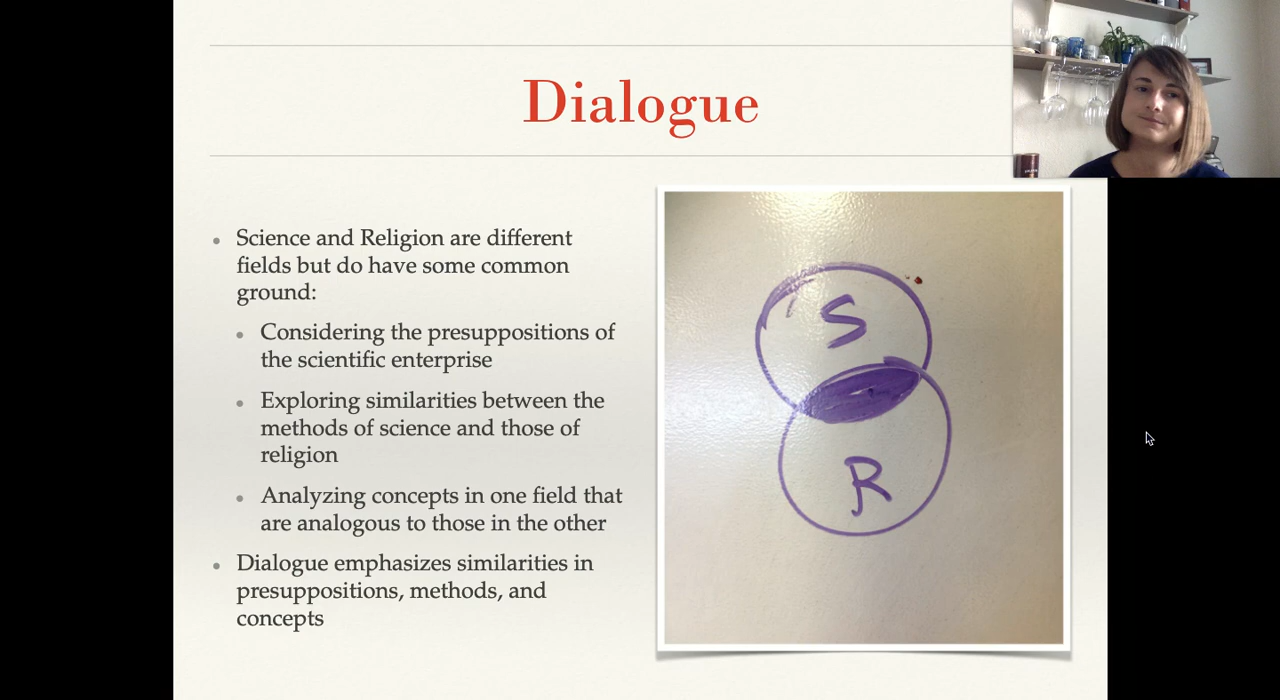 Dialogue
Science and Religion are different
fields but do have some common
ground:
Considering the presuppositions of
the scientific enterprise
Exploring similarities between the
methods of science and those of
religion
Analyzing concepts in one field that
are analogous to those in the other
Dialogue emphasizes similarities in
presuppositions, methods, and
concepts
S
R